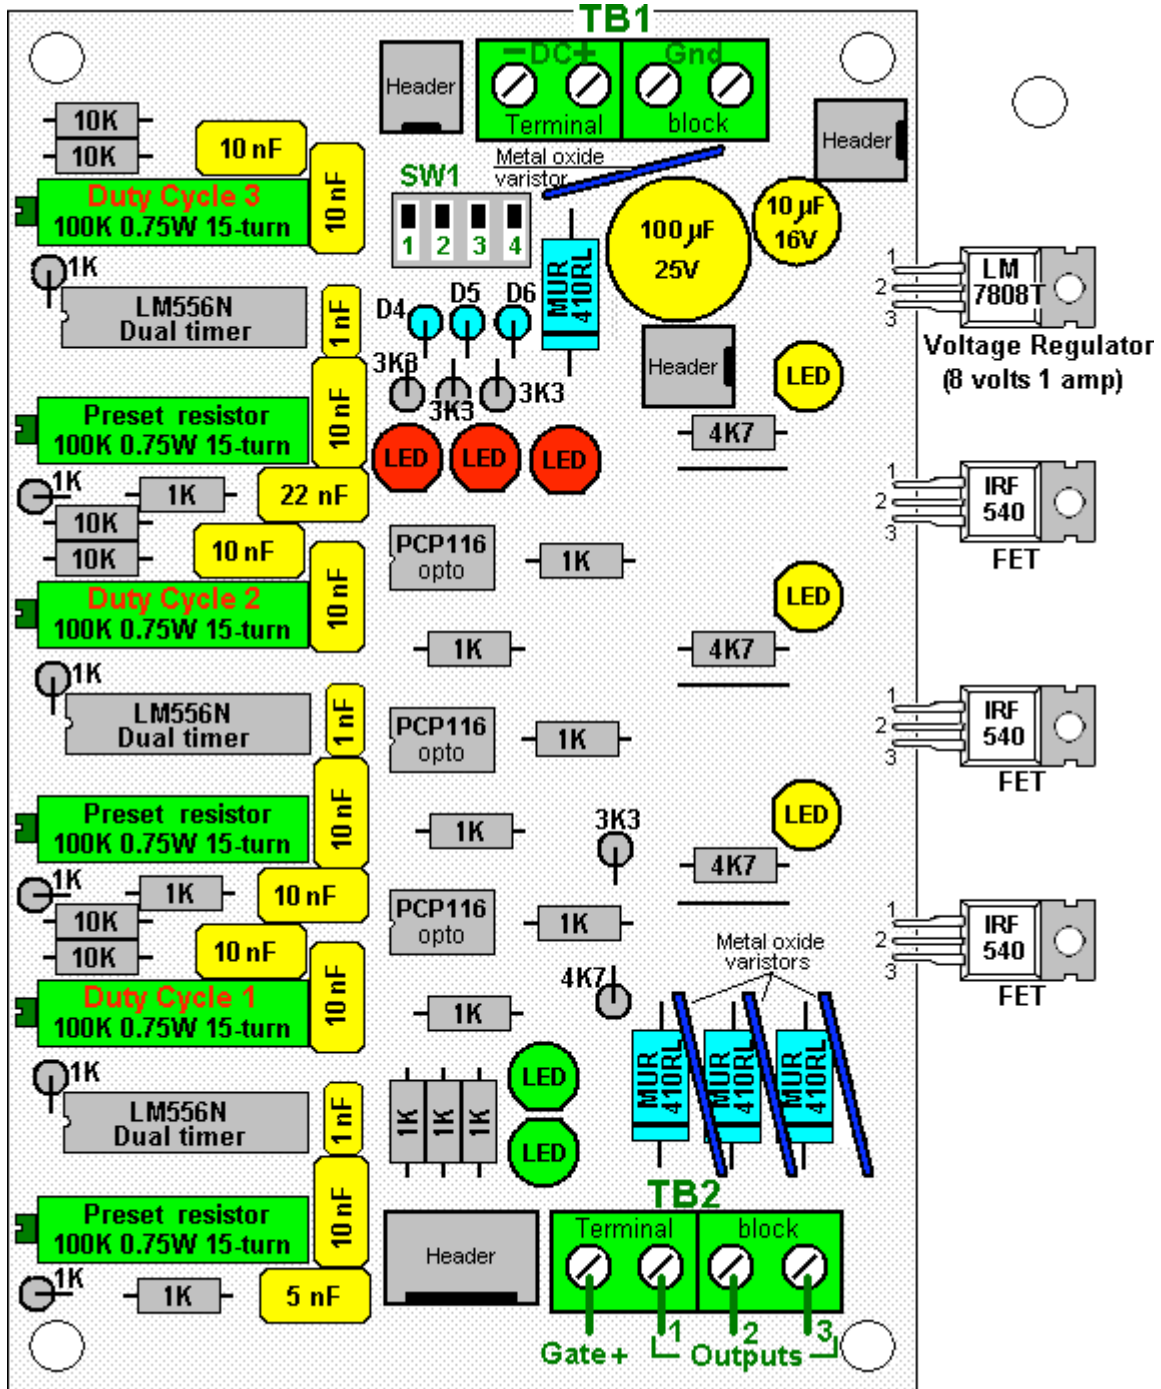 TB1
Header
– DC + Gnd
Terminal block
Header
10K
10K
10 nF
10 nF
Metal oxide
varistor
SW1
1 2 3 4
Duty Cycle 3
100K 0.75W 15-turn
100 µF
25V
10 µF
16V
MUR
410RL
1
2
3
LM
7808T
Voltage Regulator
(8 volts 1 amp)
1K
LM556N
Dual timer
1 nF
D4
D5
D6
3K3
3K3
3K3
Header
LED
Preset resistor
100K 0.75W 15-turn
10 nF
LED
LED
LED
4K7
1
2
3
IRF
540
FET
1K
1K
22 nF
10K
10K
10 nF
10 nF
PCP116
opto
1K
LED
Duty Cycle 2
100K 0.75W 15-turn
1K
4K7
1K
LM556N
Dual timer
1 nF
PCP116
opto
1K
1
2
3
IRF
540
FET
Preset resistor
100K 0.75W 15-turn
10 nF
1K
3K3
LED
4K7
1K
1K
10 nF
10K
10K
10 nF
10 nF
PCP116
opto
1K
1
2
3
IRF
540
FET
Metal oxide
varistors
4K7
Duty Cycle 1
100K 0.75W 15-turn
1K
MUR
410RL
MUR
410RL
MUR
410RL
1K
LM556N
Dual timer
1 nF
1K
1K
1K
LED
LED
Preset resistor
100K 0.75W 15-turn
10 nF
TB2
Header
Terminal block
1K
1K
5 nF
1 2 3
Gate + Outputs